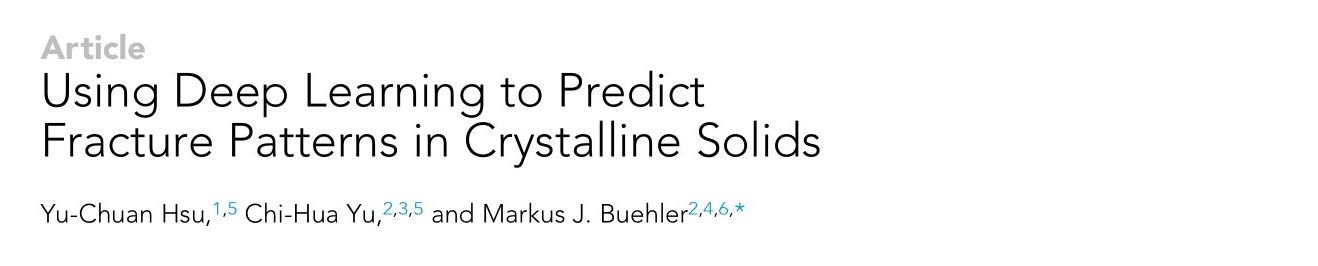 Article
Using Deep Learning to Predict
Fracture Patterns in Crystalline Solids
Yu-Chuan Hsu,1,5 Chi-Hua Yu,2,3,5 and Markus J. Buehler2,4,6,*